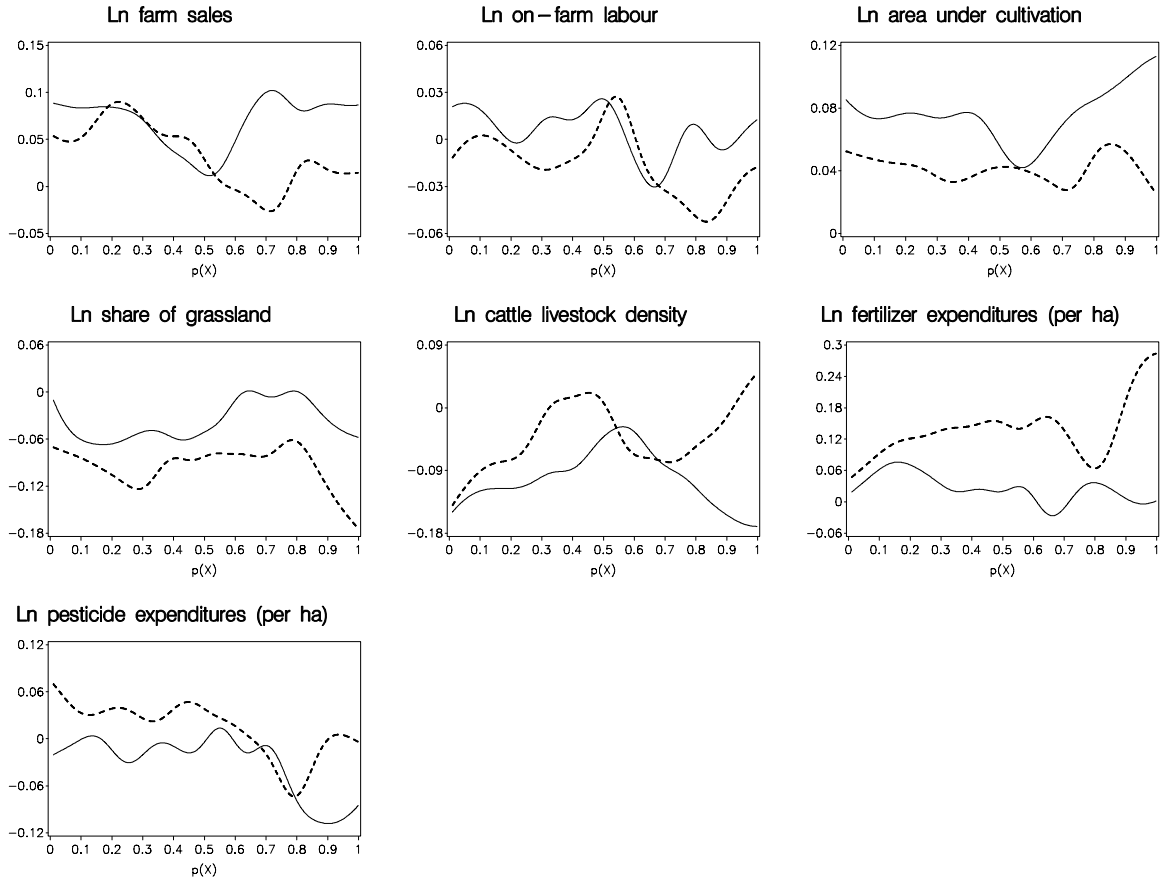 Ln farm sales
0.15
0.1
0.05
0
−0.05
0 0.1 0.2 0.3 0.4 0.5 0.6 0.7 0.8 0.9 1
p(X)
Ln on−farm labour
0.06
0.03
0
−0.03
−0.06
0 0.1 0.2 0.3 0.4 0.5 0.6 0.7 0.8 0.9 1
p(X)
Ln area under cultivation
0.12
0.08
0.04
0
0 0.1 0.2 0.3 0.4 0.5 0.6 0.7 0.8 0.9 1
p(X)
Ln share of grassland
0.06
0
−0.06
−0.12
−0.18
0 0.1 0.2 0.3 0.4 0.5 0.6 0.7 0.8 0.9 1
Ln cattle livestock density
0.09
0
−0.09
−0.18
0 0.1 0.2 0.3 0.4 0.5 0.6 0.7 0.8 0.9 1
p(X)
Ln fertilizer expenditures (per ha)
0.3
0.24
0.18
0.12
0.06
0
−0.06
0 0.1 0.2 0.3 0.4 0.5 0.6 0.7 0.8 0.9 1
p(X)
Ln pesticide expenditures (per ha)
0.12
0.06
0
−0.06
−0.12
0 0.1 0.2 0.3 0.4 0.5 0.6 0.7 0.8 0.9 1
p(X)